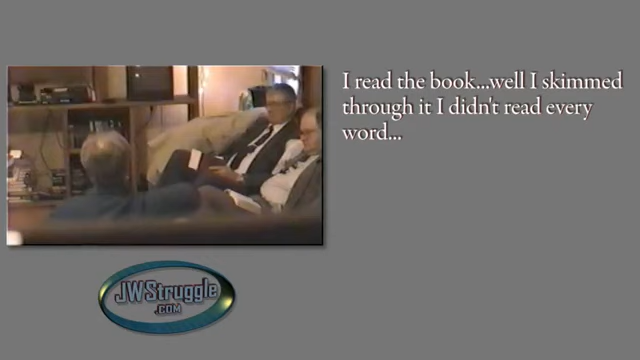 I read the book...well I skimmed
through it I didn't read every
word...
JWStruggle
.COM